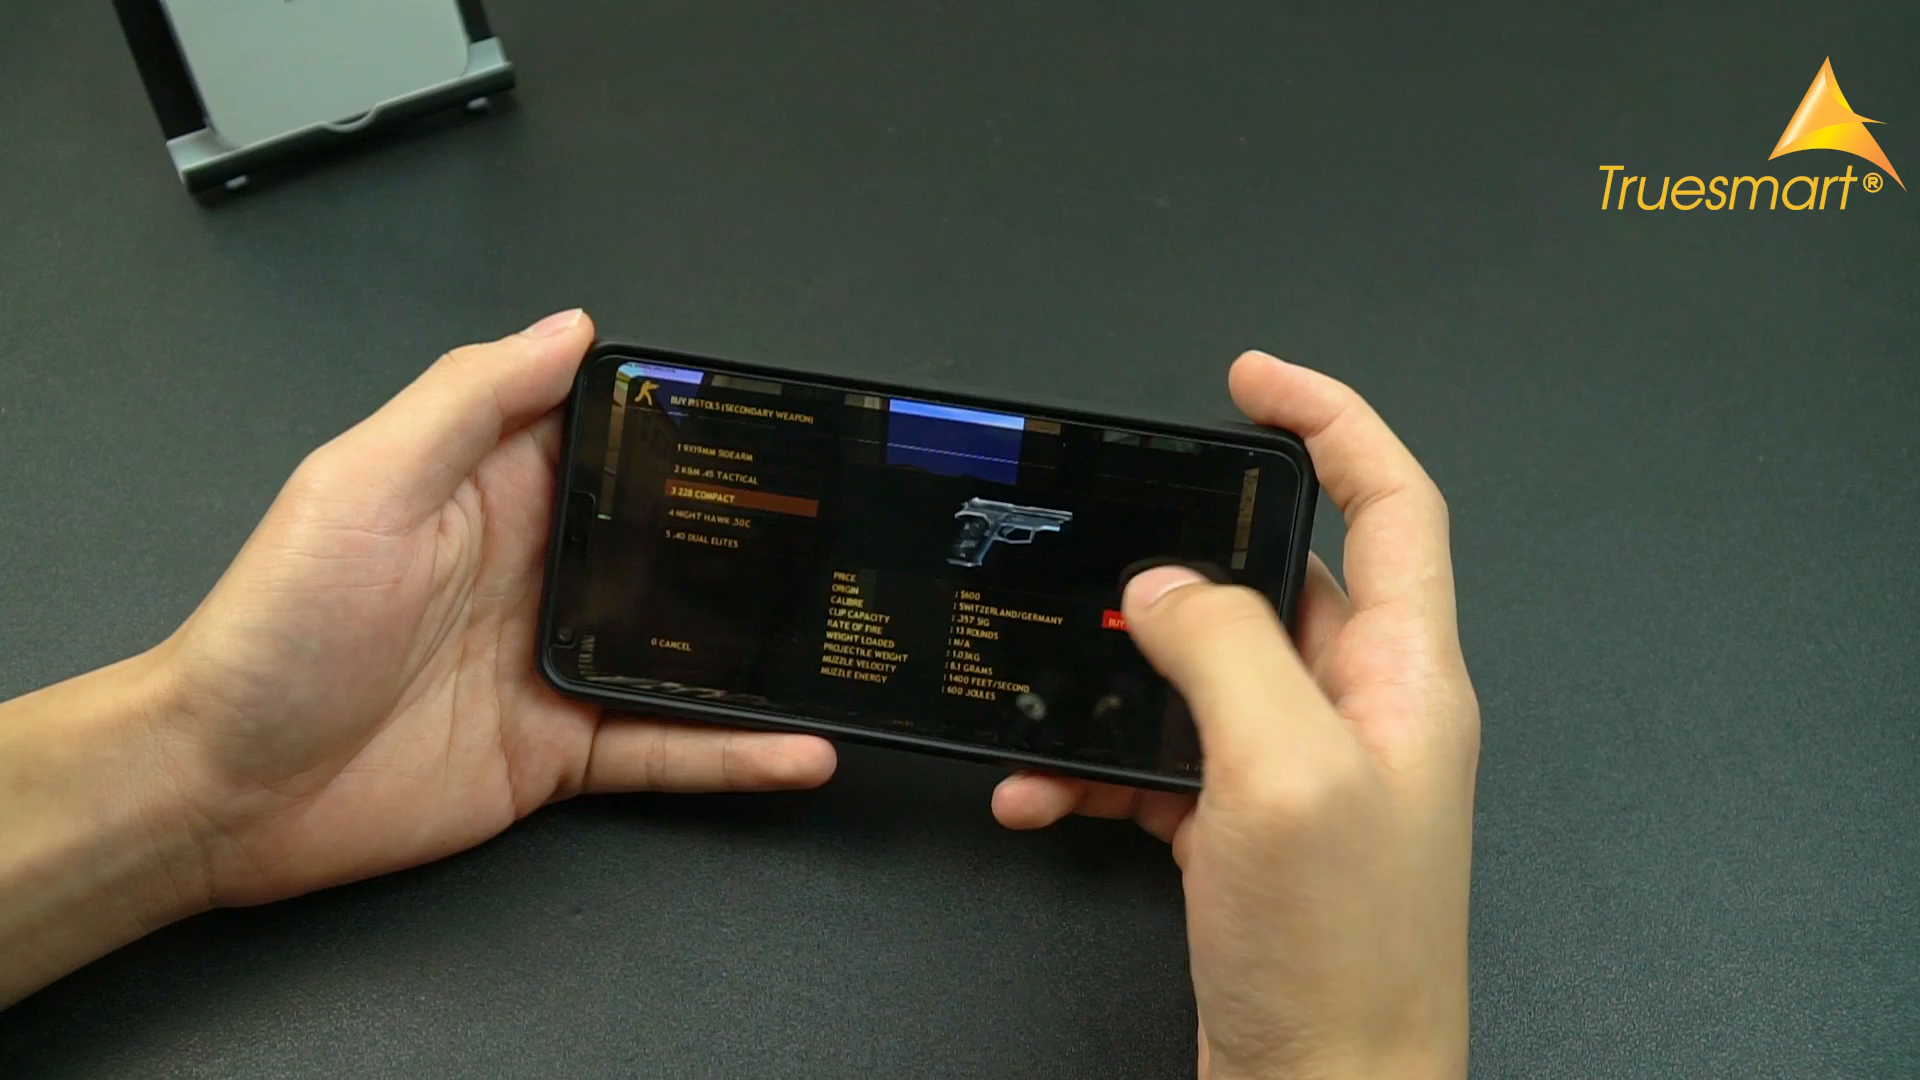 Truesmart®
BUY PISTOLS (SECONDARY WEAPON)
1 9X19MM SIDEARM
2 K&M .45 TACTICAL
3 228 COMPACT
4 NIGHT HAWK .50C
5 .40 DUAL ELITES
0 CANCEL
PRICE : $600
ORIGIN : SWITZERLAND/GERMANY
CALIBRE : .357 SIG
CLIP CAPACITY : 13 ROUNDS
RATE OF FIRE : N/A
WEIGHT LOADED : 1.03KG
PROJECTILE WEIGHT : 8.1 GRAMS
MUZZLE VELOCITY : 1400 FEET/SECOND
MUZZLE ENERGY : 600 JOULES
BUY